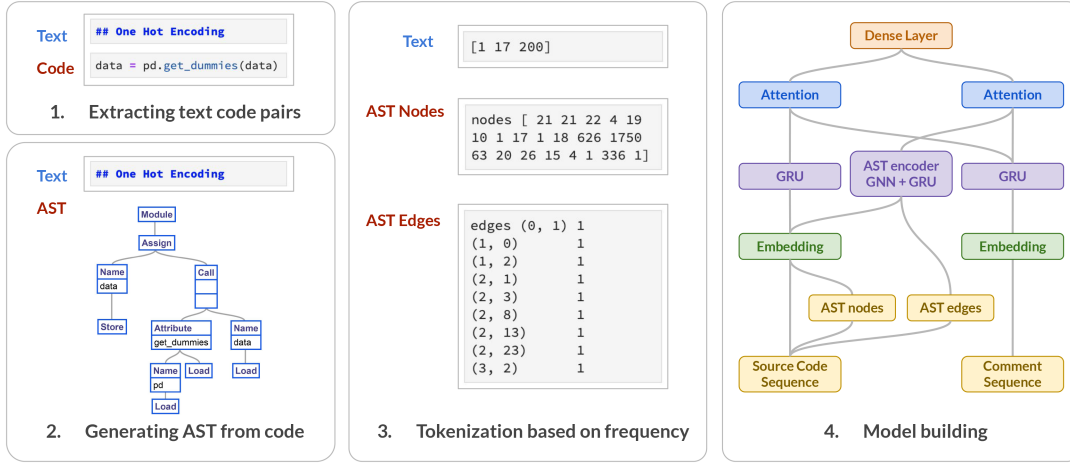 Text
## One Hot Encoding
Code
data = pd.get_dummies(data)
1. Extracting text code pairs
Text
## One Hot Encoding
AST
Module
Assign
Name
data
Call
Store
Attribute
get_dummies
Name
data
Name
pd
Load
Load
Load
2. Generating AST from code
Text
[1 17 200]
AST Nodes
nodes [ 21 21 22 4 19
10 1 17 1 18 626 1750
63 20 26 15 4 1 336 1]
AST Edges
edges (0, 1) 1
(1, 0) 1
(1, 2) 1
(2, 1) 1
(2, 3) 1
(2, 8) 1
(2, 13) 1
(2, 23) 1
(3, 2) 1
3. Tokenization based on frequency
Dense Layer
Attention
Attention
GRU
AST encoder
GNN + GRU
GRU
Embedding
Embedding
AST nodes
AST edges
Source Code
Sequence
Comment
Sequence
4. Model building